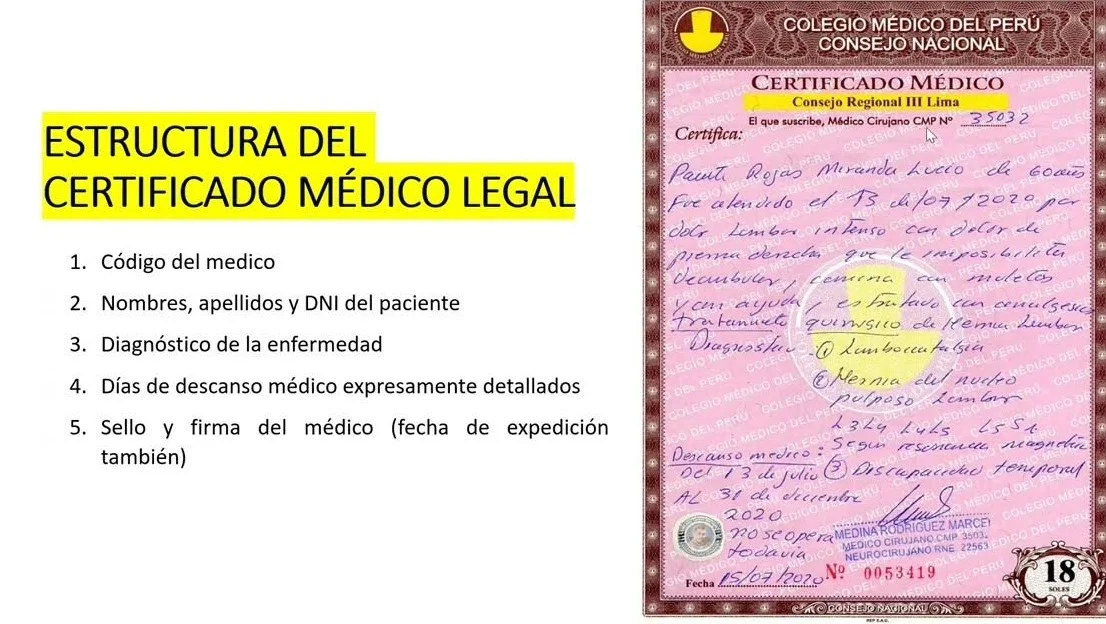 ESTRUCTURA DEL
CERTIFICADO MÉDICO LEGAL
1. Código del medico
2. Nombres, apellidos y DNI del paciente
3. Diagnóstico de la enfermedad
4. Días de descanso médico expresamente detallados
5. Sello y firma del médico (fecha de expedición
también)
COLEGIO MÉDICO DEL PERÚ
CONSEJO NACIONAL
CERTIFICADO MÉDICO
Consejo Regional III Lima
El que suscribe, Médico Cirujano CMP Nº 35032
Certifica:
Rojas Miranda Lucio de 60 años
Fue atendido el 13 de/07/2020 por
dolor Lumbar intenso con dolor de
pierna derecha que le imposibilita
deambular, camina con muletas
y con ayuda, es tratado con
tratamiento quirurgico de Hernia Lumbar
Diagnostico: ① Lumbociatalgia
② Hernia del nucleo
pulposo Lumbar
L3L4 L4L5 L5S1
Según resonancia magnetica
Descanso medico:
Del 13 de julio ③ Discapacidad temporal
AL 31 de diciembre
2020
no se opera
todavia
MEDINA RODRIGUEZ MARCE
MEDICO CIRUJANO CMP 3503
NEUROCIRUJANO RNE 22563
Fecha 15/07/2020 Nº 0053419
18
SOLES
CONSEJO NACIONAL